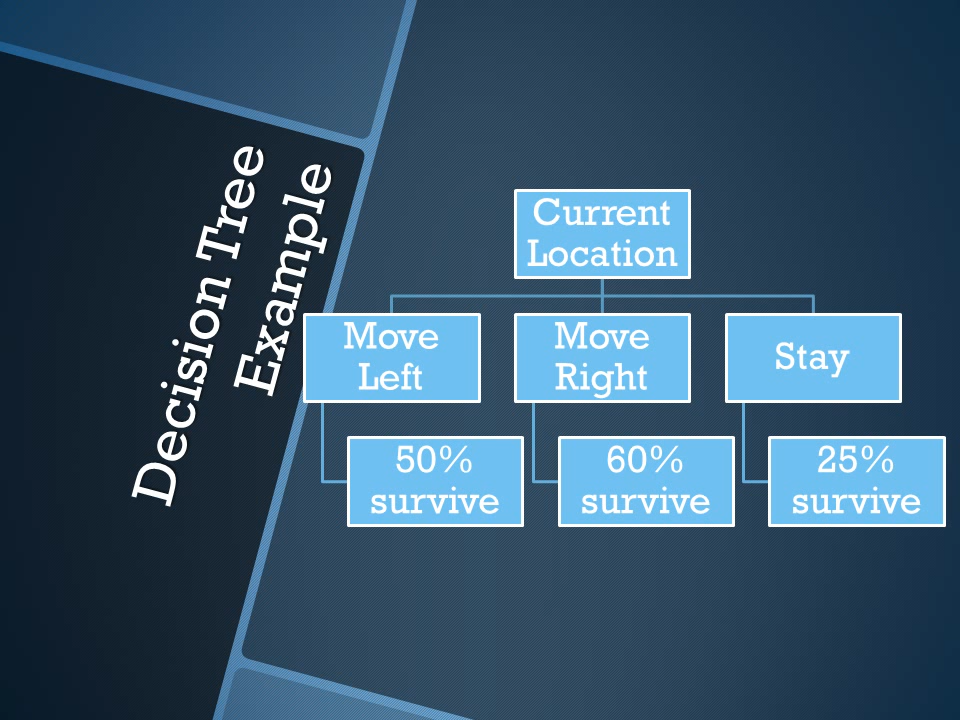 Decision Tree
Example
Current
Location
Move
Left
Move
Right
Stay
50%
survive
60%
survive
25%
survive